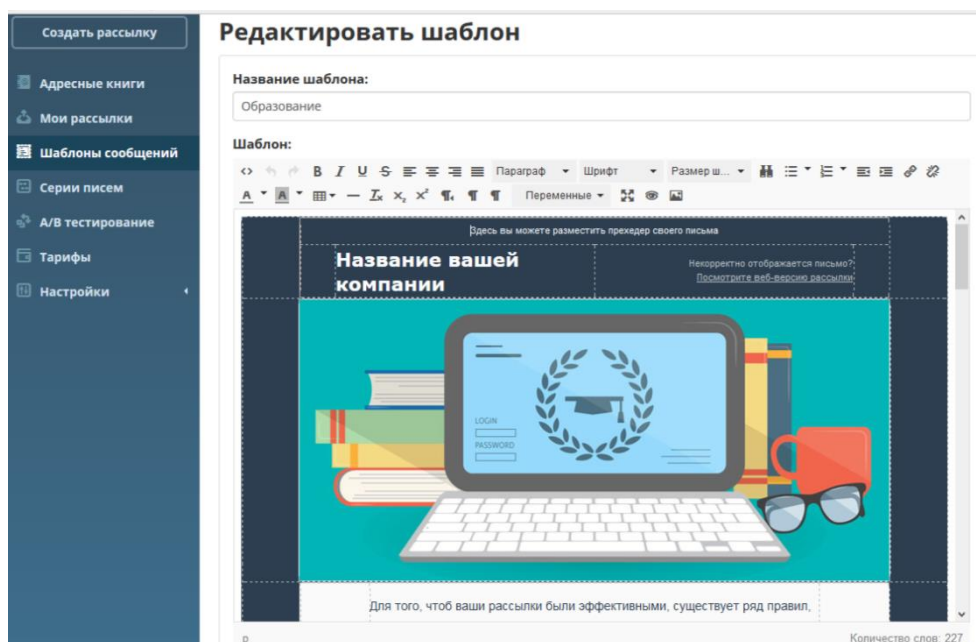 Создать рассылку
Адресные книги
Мои рассылки
Шаблоны сообщений
Серии писем
A/B тестирование
Тарифы
Настройки
Редактировать шаблон
Название шаблона:
Образование
Шаблон:
Параграф
Шрифт
Размер ш...
Переменные
Здесь вы можете разместить прехедер своего письма
Название вашей
компании
Некорректно отображается письмо?
Посмотрите веб-версию рассылки
LOGIN
PASSWORD
Для того, чтоб ваши рассылки были эффективными, существует ряд правил,
p
Количество слов: 227